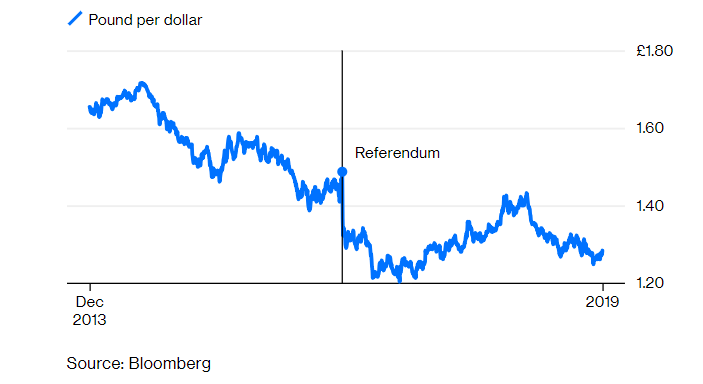 Pound per dollar
£1.80
1.60
Referendum
1.40
1.20
Dec
2013
2019
Source: Bloomberg